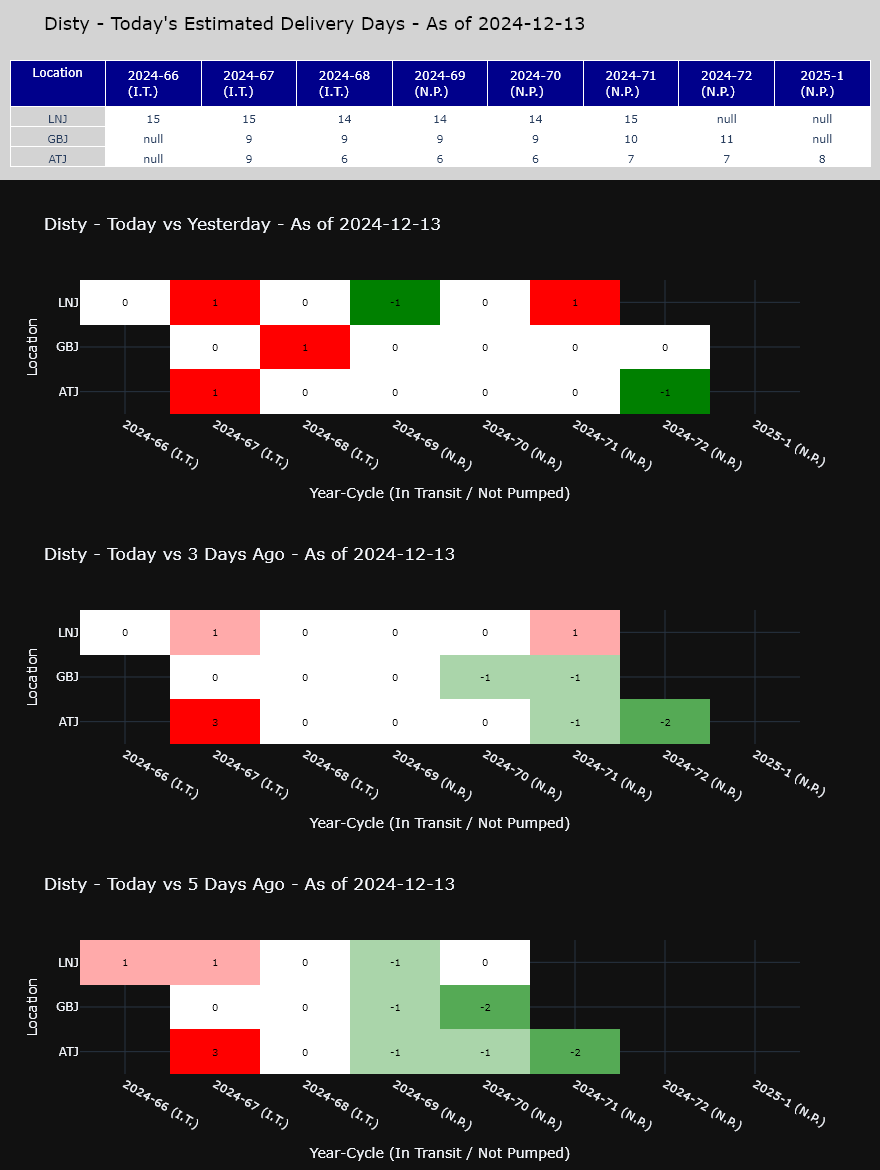 Disty - Today's Estimated Delivery Days - As of 2024-12-13
Location 2024-66 (I.T.) 2024-67 (I.T.) 2024-68 (I.T.) 2024-69 (N.P.) 2024-70 (N.P.) 2024-71 (N.P.) 2024-72 (N.P.) 2025-1 (N.P.)
LNJ 15 15 14 14 14 15 null null
GBJ null 9 9 9 9 10 11 null
ATJ null 9 6 6 6 7 7 8
Disty - Today vs Yesterday - As of 2024-12-13
Location
LNJ 0 1 0 -1 0 1
GBJ 0 1 0 0 0 0
ATJ 1 0 0 0 0 -1
2024-66 (I.T.) 2024-67 (I.T.) 2024-68 (I.T.) 2024-69 (N.P.) 2024-70 (N.P.) 2024-71 (N.P.) 2024-72 (N.P.) 2025-1 (N.P.)
Year-Cycle (In Transit / Not Pumped)
Disty - Today vs 3 Days Ago - As of 2024-12-13
Location
LNJ 0 1 0 0 0 1
GBJ 0 0 0 -1 -1
ATJ 3 0 0 0 -1 -2
2024-66 (I.T.) 2024-67 (I.T.) 2024-68 (I.T.) 2024-69 (N.P.) 2024-70 (N.P.) 2024-71 (N.P.) 2024-72 (N.P.) 2025-1 (N.P.)
Year-Cycle (In Transit / Not Pumped)
Disty - Today vs 5 Days Ago - As of 2024-12-13
Location
LNJ 1 1 0 -1 0
GBJ 0 0 -1 -2
ATJ 3 0 -1 -1 -2
2024-66 (I.T.) 2024-67 (I.T.) 2024-68 (I.T.) 2024-69 (N.P.) 2024-70 (N.P.) 2024-71 (N.P.) 2024-72 (N.P.) 2025-1 (N.P.)
Year-Cycle (In Transit / Not Pumped)